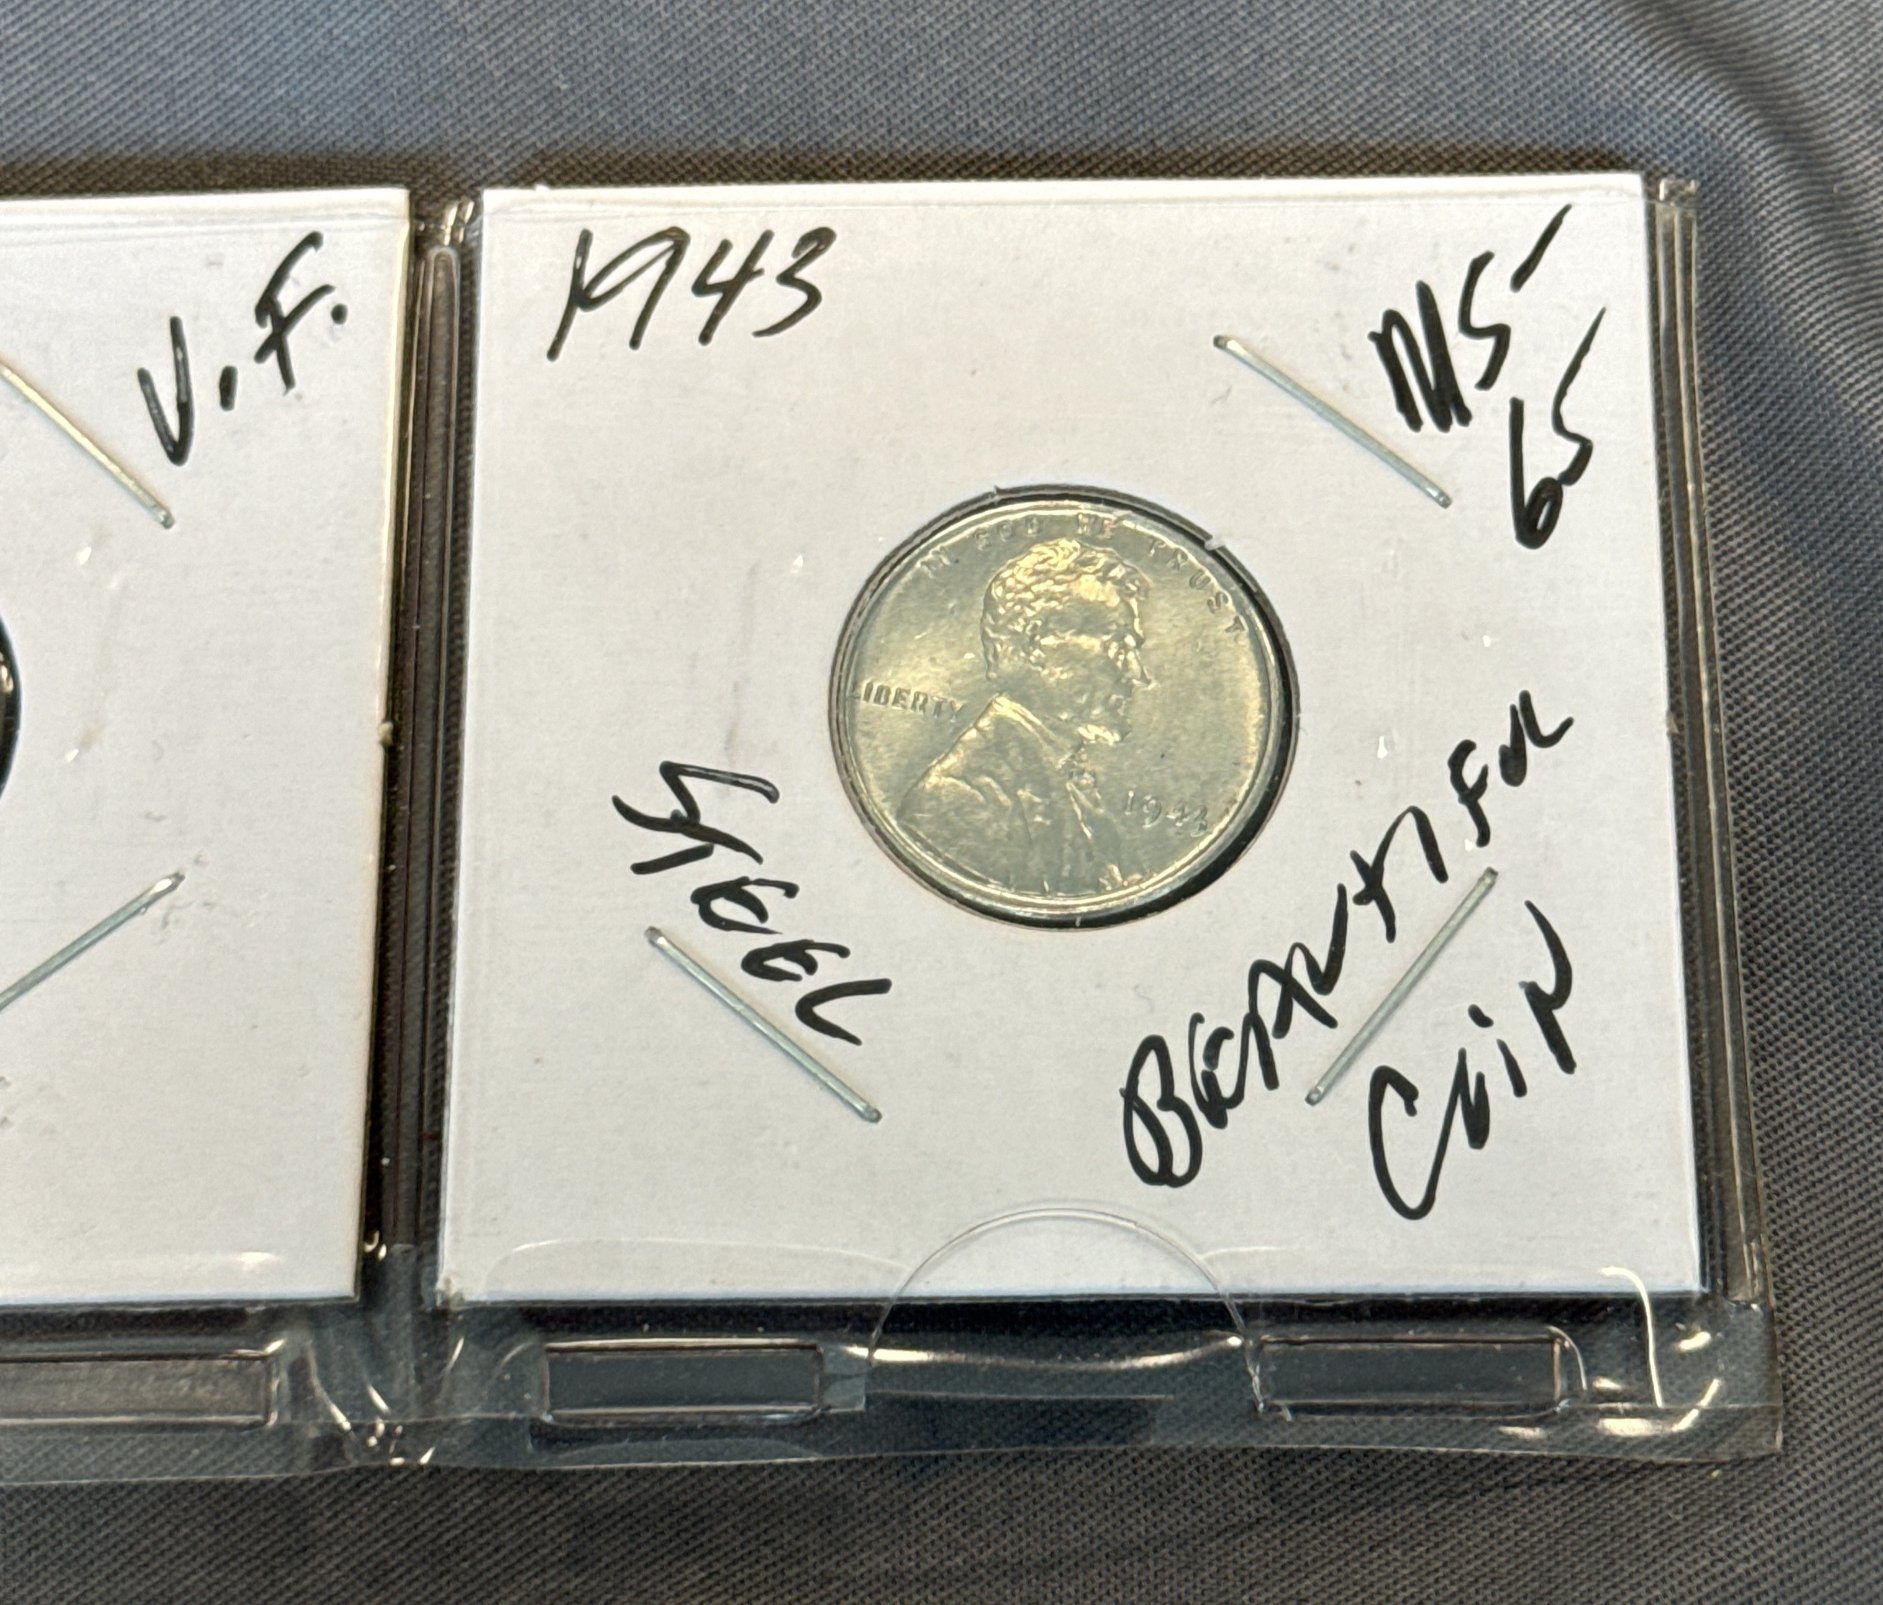 V.F.
1943
MS-
65
IN GOD WE TRUST
LIBERTY
1943
STEEL
BEAUTIFUL
COIN